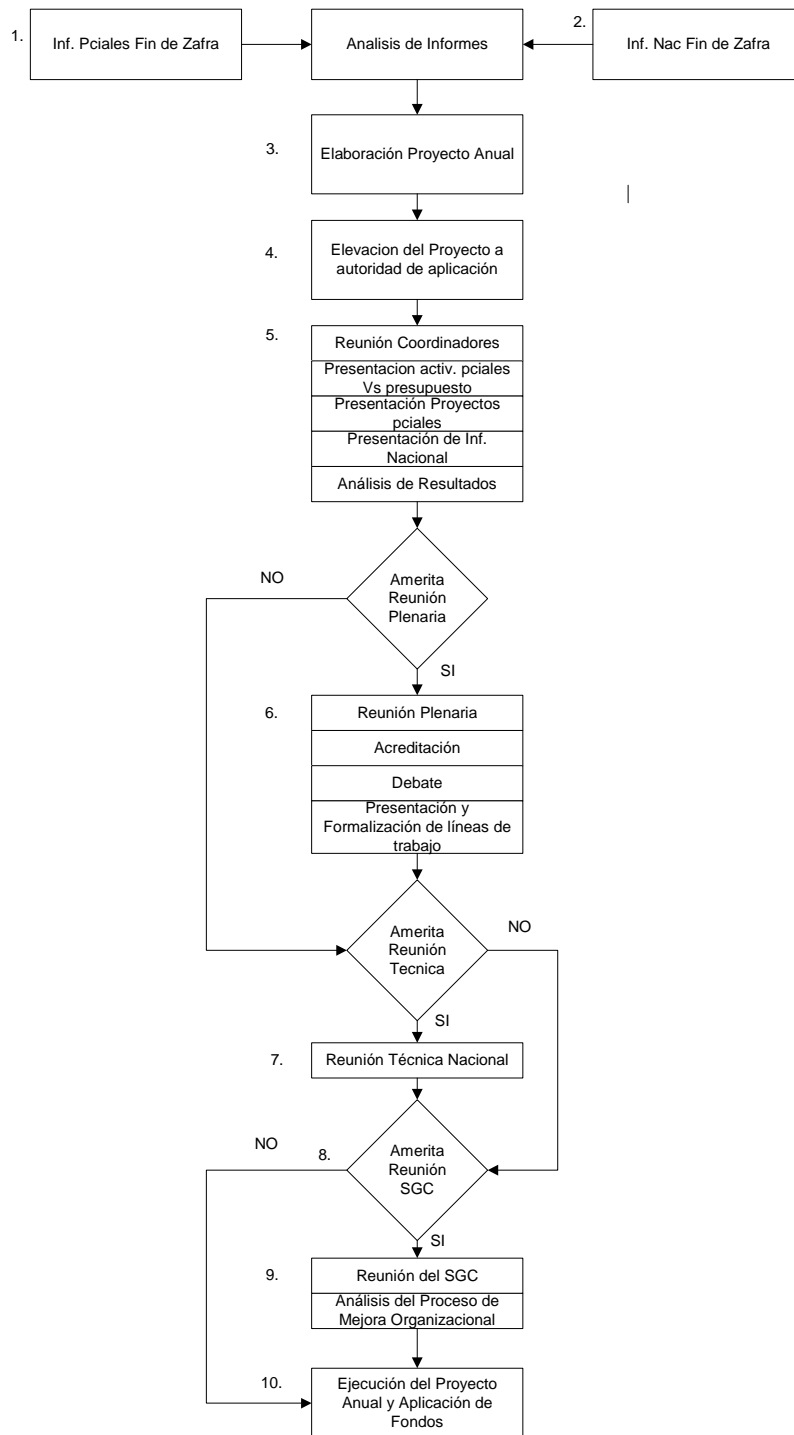 1.
Inf. Pciales Fin de Zafra
Analisis de Informes
2.
Inf. Nac Fin de Zafra
3.
Elaboración Proyecto Anual
4.
Elevacion del Proyecto a
autoridad de aplicación
5.
Reunión Coordinadores
Presentacion activ. pciales
Vs presupuesto
Presentación Proyectos
pciales
Presentación de Inf.
Nacional
Análisis de Resultados
NO
Amerita
Reunión
Plenaria
SI
6.
Reunión Plenaria
Acreditación
Debate
Presentación y
Formalización de líneas de
trabajo
Amerita
Reunión
Tecnica
NO
SI
7.
Reunión Técnica Nacional
NO
8.
Amerita
Reunión
SGC
SI
9.
Reunión del SGC
Análisis del Proceso de
Mejora Organizacional
10.
Ejecución del Proyecto
Anual y Aplicación de
Fondos